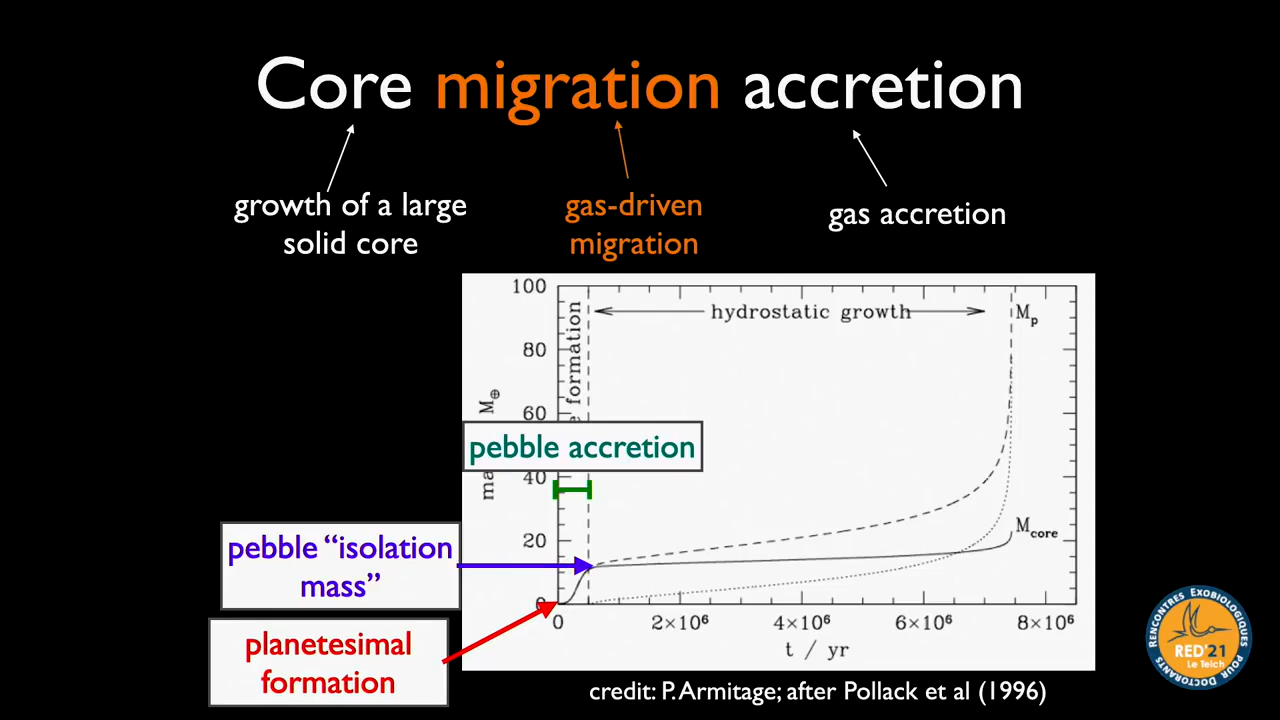 Core migration accretion
growth of a large
solid core
gas-driven
migration
gas accretion
100
80
60
40
20
0
formation
hydrostatic growth
Mp
Mcore
M⊕
pebble accretion
pebble “isolation
mass”
planetesimal
formation
0
2×10⁶
4×10⁶
6×10⁶
8×10⁶
t / yr
credit: P. Armitage; after Pollack et al (1996)
RENCONTRES EXOBIOLOGIQUES POUR DOCTORANTS
RED'21
Le Teich